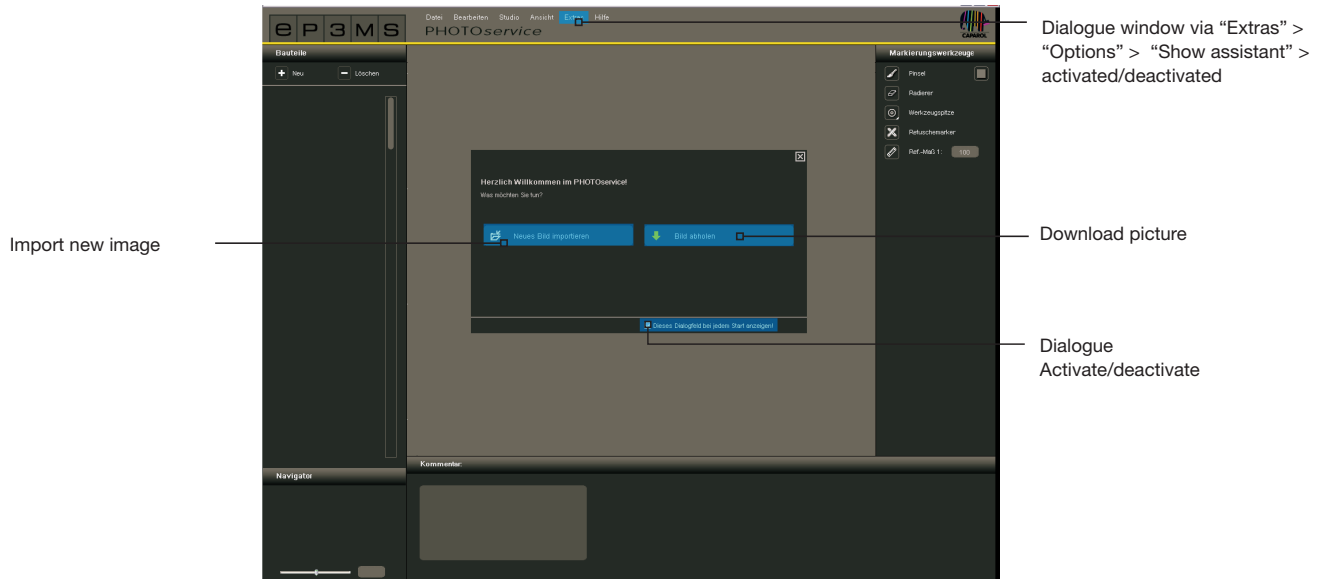 eP3MS
Datei Bearbeiten Studio Ansicht Extras Hilfe
PHOTOservice
CAPAROL
Dialogue window via “Extras” >
“Options” > “Show assistant” >
activated/deactivated
Bauteile
Neu Löschen
Markierungswerkzeuge
Pinsel
Radierer
Werkzeugspitze
Retuschemarker
Ref.-Maß 1: 100
Herzlich Willkommen im PHOTOservice!
Was möchten Sie tun?
Import new image
Neues Bild importieren
Bild abholen
Download picture
Dieses Dialogfeld bei jedem Start anzeigen!
Dialogue
Activate/deactivate
Kommentar:
Navigator